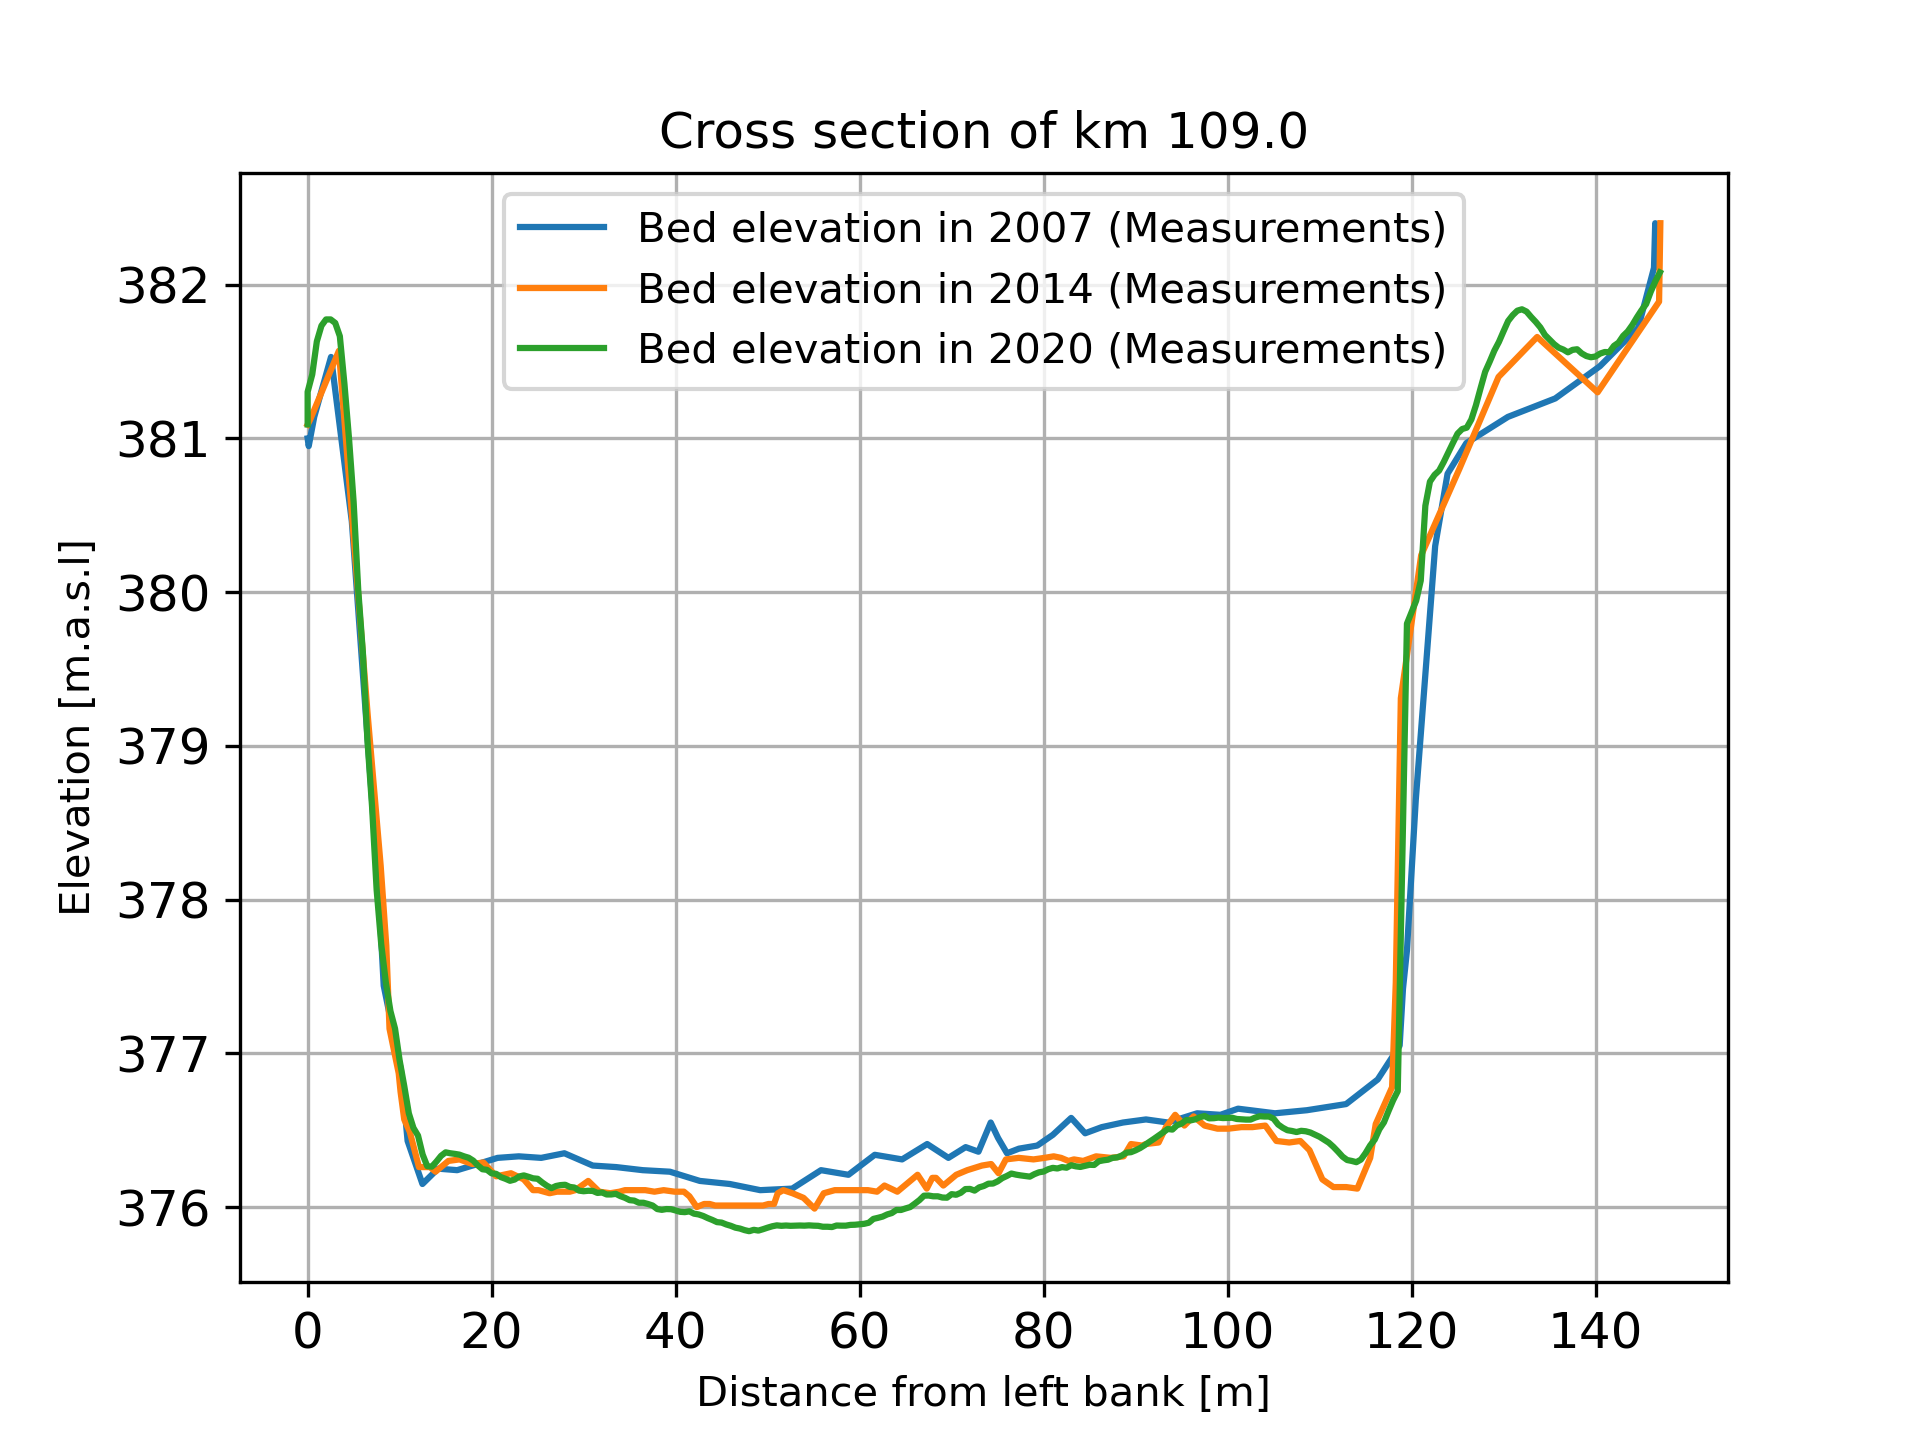 Cross section of km 109.0
Bed elevation in 2007 (Measurements)
Bed elevation in 2014 (Measurements)
Bed elevation in 2020 (Measurements)
382
381
380
379
378
377
376
Elevation [m.a.s.l]
0 20 40 60 80 100 120 140
Distance from left bank [m]